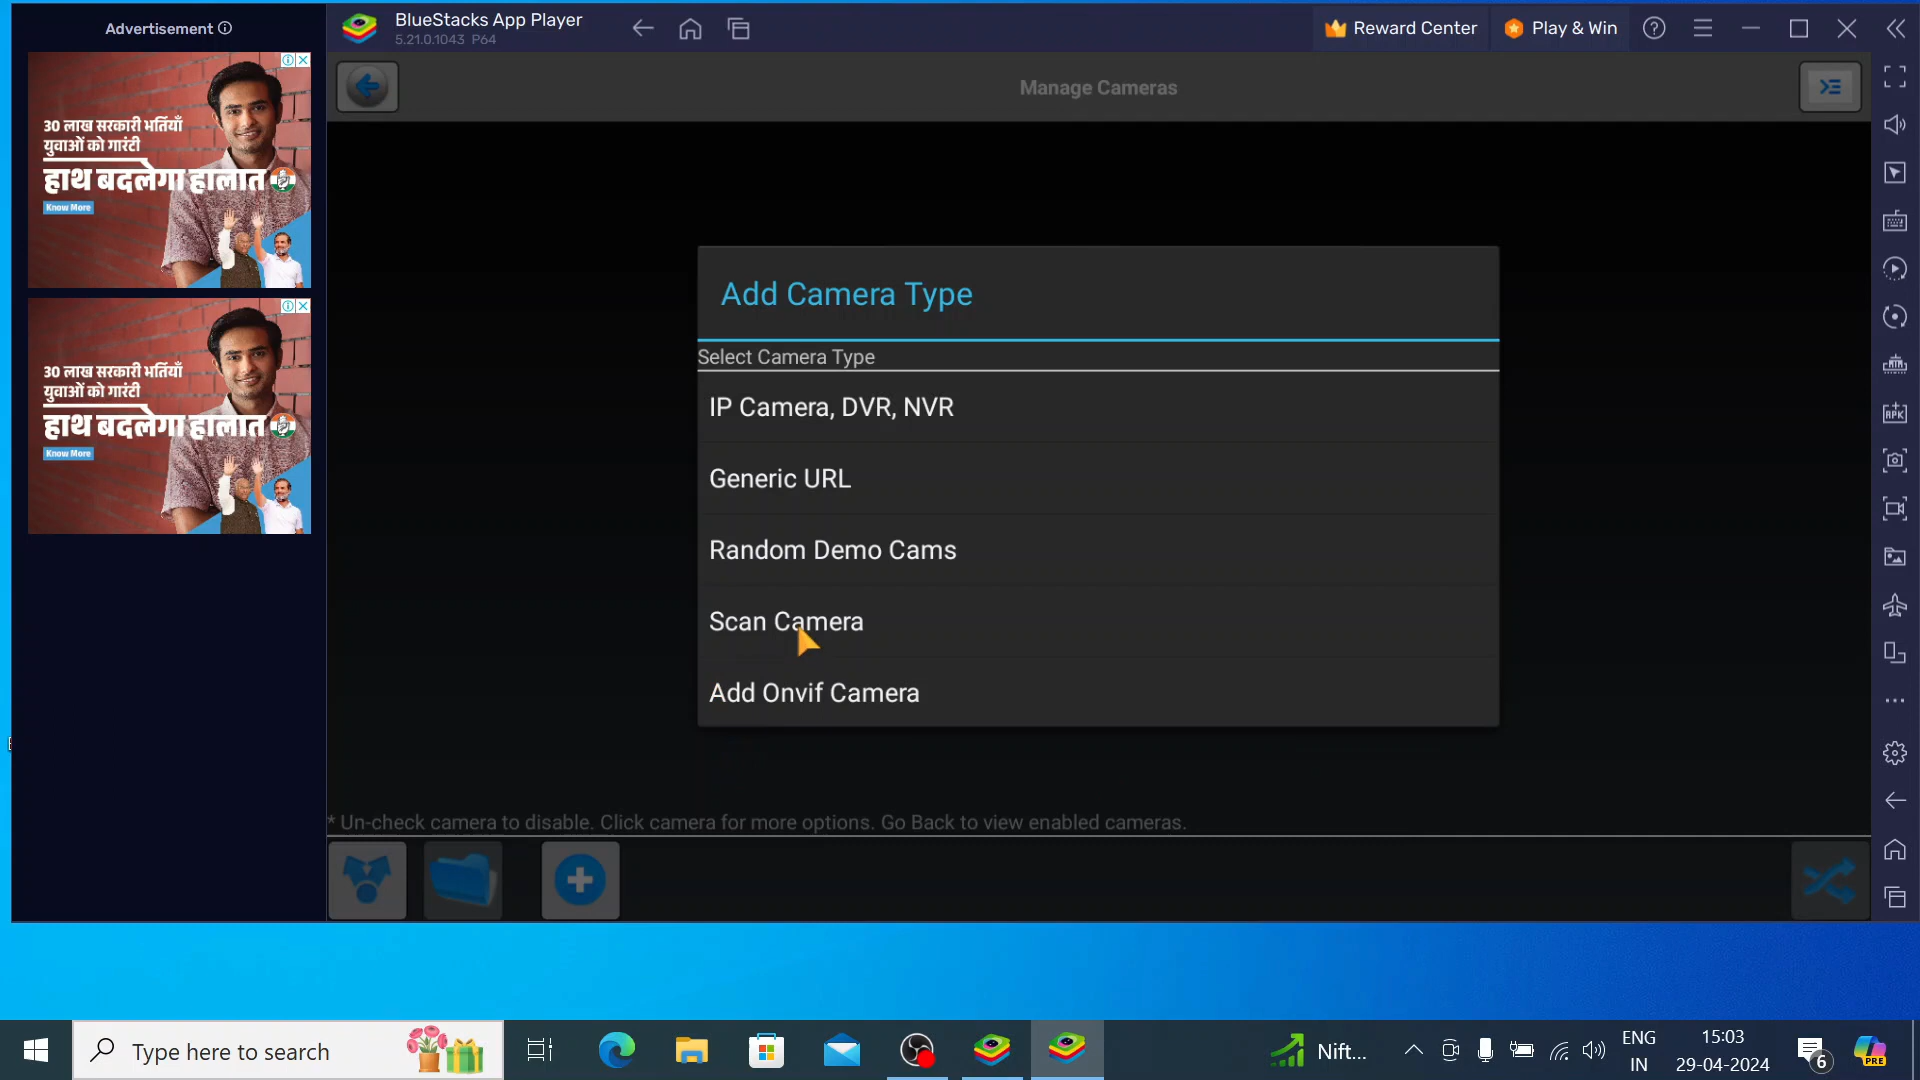 Advertisement
30 लाख सरकारी भर्तियाँ
युवाओं को गारंटी
हाथ बदलेगा हालात
Know More
30 लाख सरकारी भर्तियाँ
युवाओं को गारंटी
हाथ बदलेगा हालात
Know More
BlueStacks App Player
5.21.0.1043 P64
Reward Center
Play & Win
Manage Cameras
Add Camera Type
Select Camera Type
IP Camera, DVR, NVR
Generic URL
Random Demo Cams
Scan Camera
Add Onvif Camera
* Un-check camera to disable. Click camera for more options. Go Back to view enabled cameras.
APK
Type here to search
Nift...
ENG
IN
15:03
29-04-2024
6
PRE